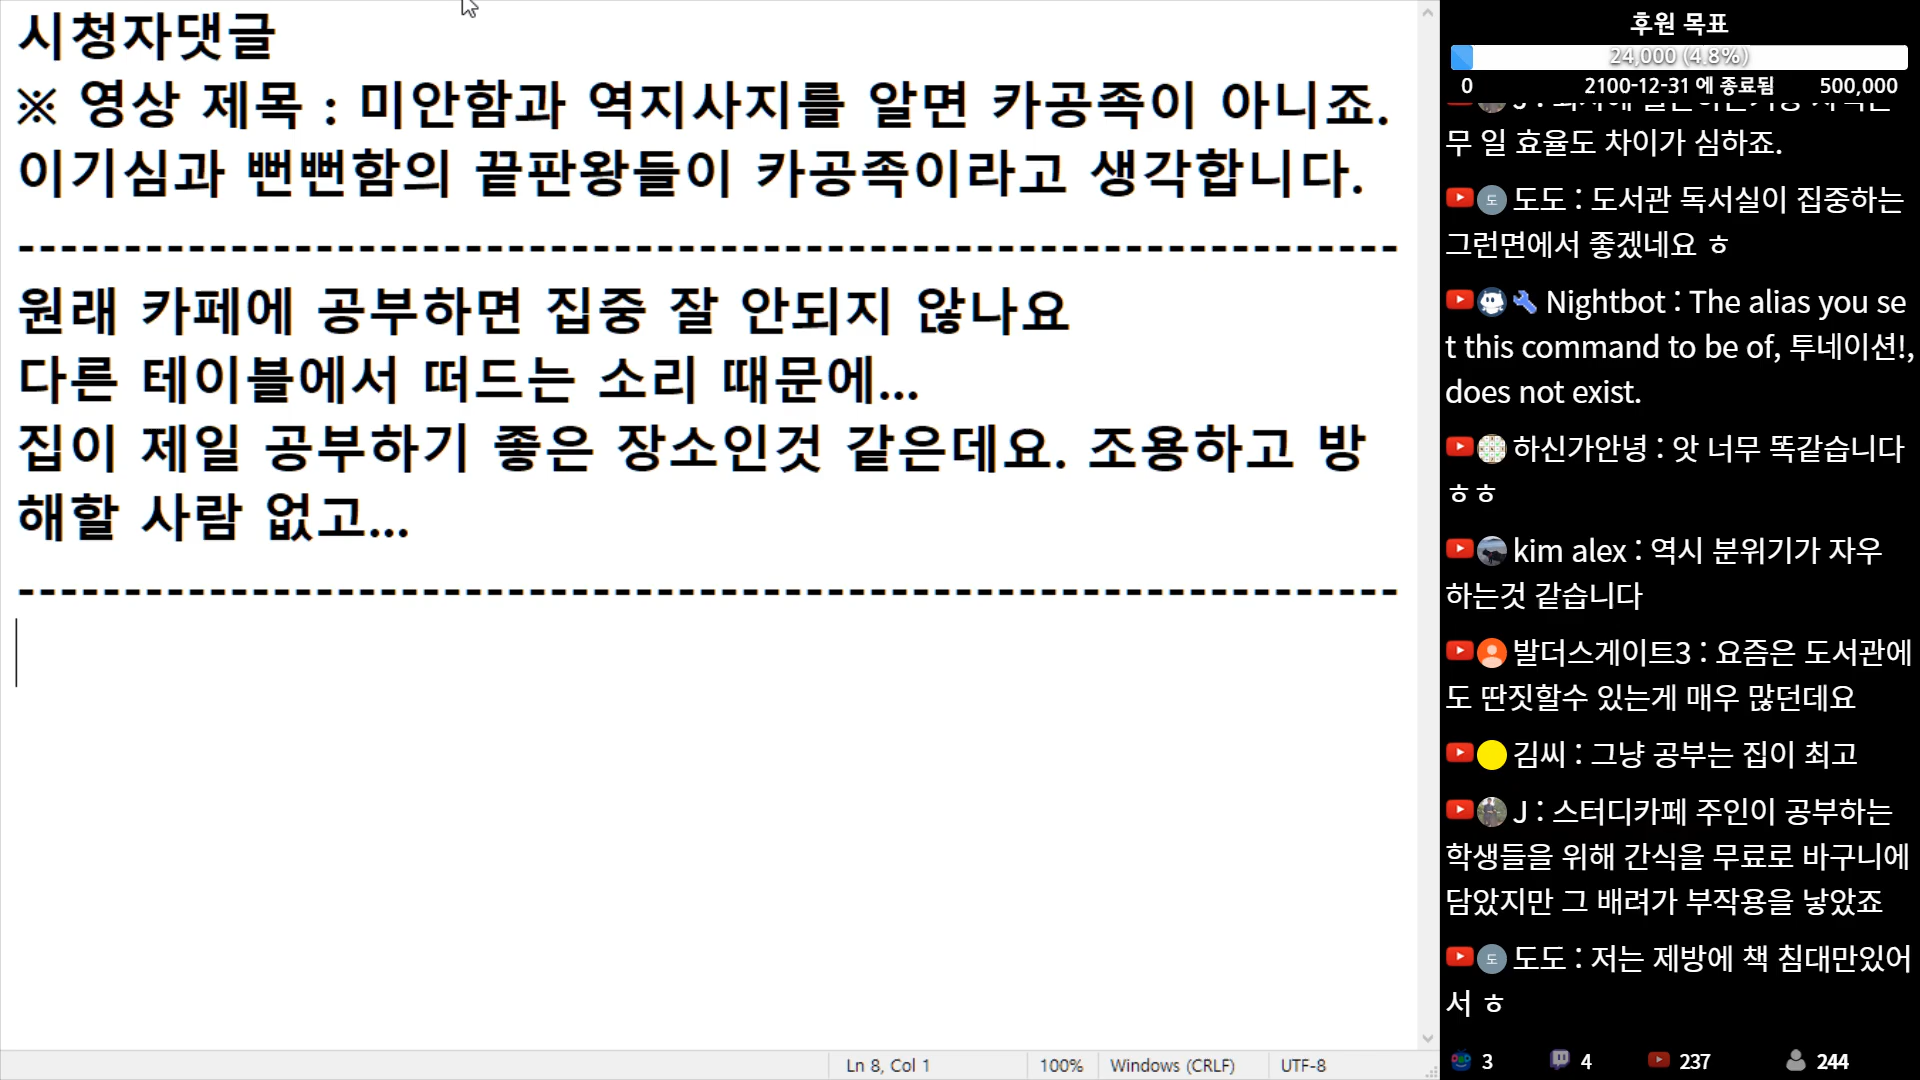 시청자댓글
※ 영상 제목 : 미안함과 역지사지를 알면 카공족이 아니죠.
이기심과 뻔뻔함의 끝판왕들이 카공족이라고 생각합니다.
-----------------------------------------------------------------
원래 카페에 공부하면 집중 잘 안되지 않나요
다른 테이블에서 떠드는 소리 때문에...
집이 제일 공부하기 좋은 장소인것 같은데요. 조용하고 방
해할 사람 없고...
-----------------------------------------------------------------
Ln 8, Col 1
100%
Windows (CRLF)
UTF-8
후원 목표
24,000 (4.8%)
0 2100-12-31 에 종료됨 500,000
무 일 효율도 차이가 심하죠.
도도 : 도서관 독서실이 집중하는
그런면에서 좋겠네요 ㅎ
Nightbot : The alias you se
t this command to be of, 투네이션!,
does not exist.
하신가안녕 : 앗 너무 똑같습니다
ㅎㅎ
kim alex : 역시 분위기가 자우
하는것 같습니다
발더스게이트3 : 요즘은 도서관에
도 딴짓할수 있는게 매우 많던데요
김씨 : 그냥 공부는 집이 최고
J : 스터디카페 주인이 공부하는
학생들을 위해 간식을 무료로 바구니에
담았지만 그 배려가 부작용을 낳았죠
도도 : 저는 제방에 책 침대만있어
서 ㅎ
3 4 237 244